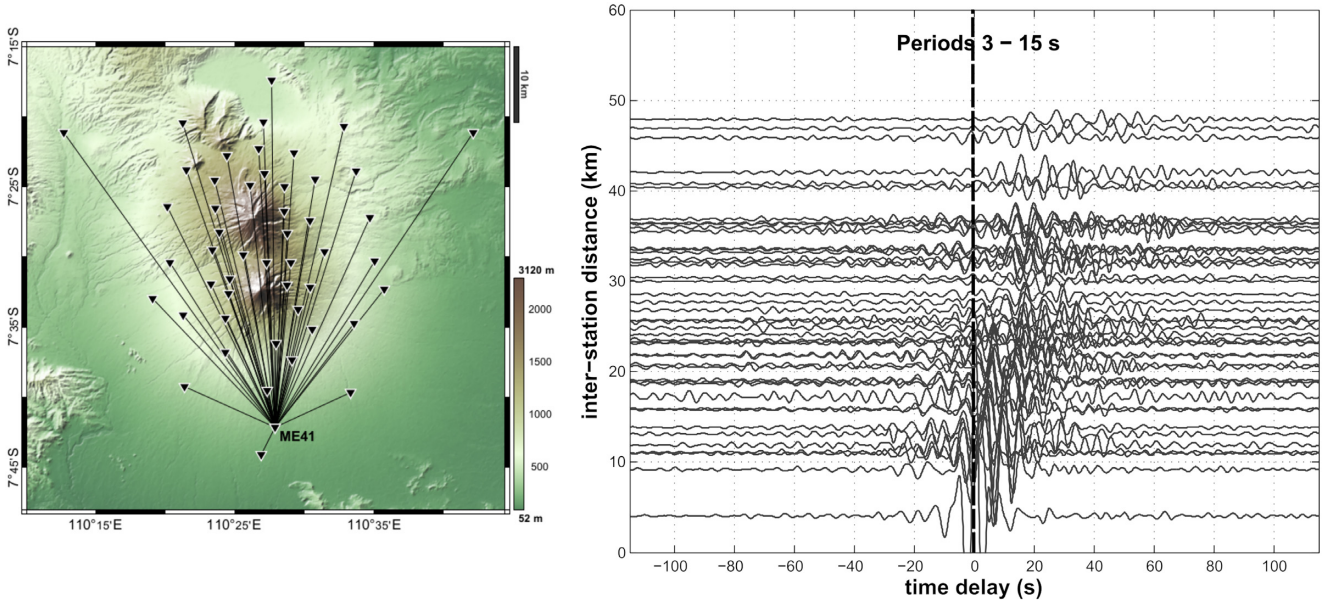 7°15'S
7°25'S
7°35'S
7°45'S
110°15'E
110°25'E
110°35'E
10 km
3120 m
2000
1500
1000
500
52 m
ME41
Periods 3 − 15 s
60
50
40
30
20
10
0
inter−station distance (km)
−100
−80
−60
−40
−20
0
20
40
60
80
100
time delay (s)